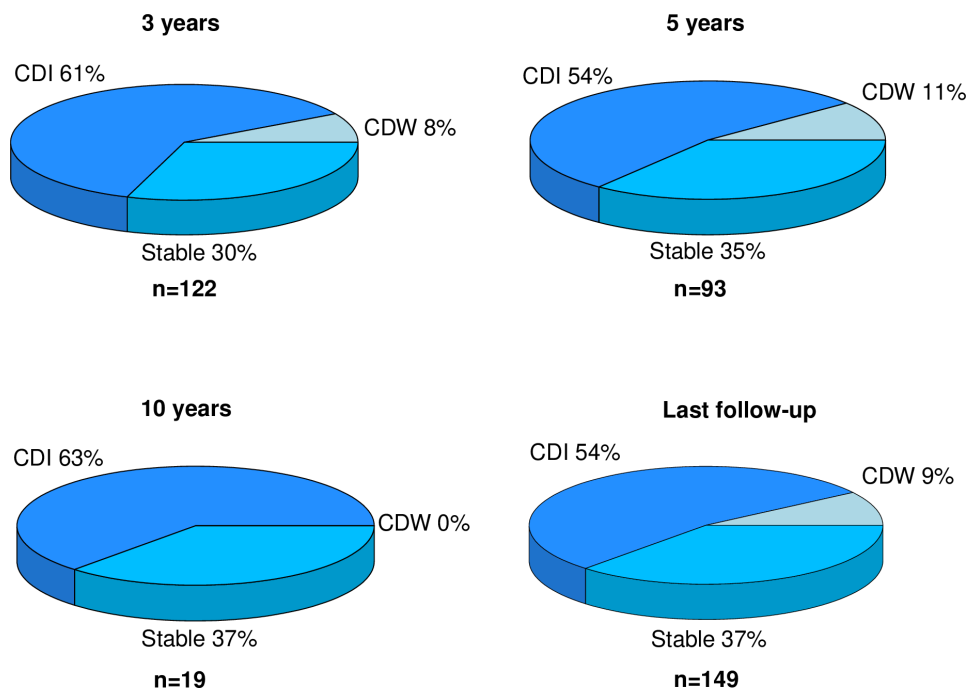 3 years
CDI 61%
CDW 8%
Stable 30%
n=122
5 years
CDI 54%
CDW 11%
Stable 35%
n=93
10 years
CDI 63%
CDW 0%
Stable 37%
n=19
Last follow-up
CDI 54%
CDW 9%
Stable 37%
n=149